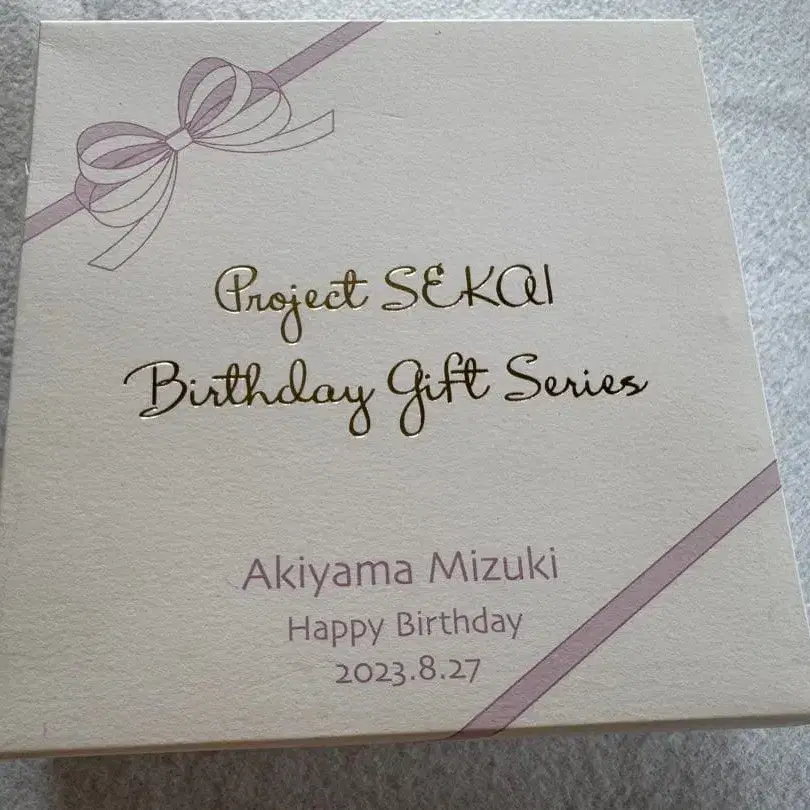 Project SEKAI
Birthday Gift Series
Akiyama Mizuki
Happy Birthday
2023.8.27